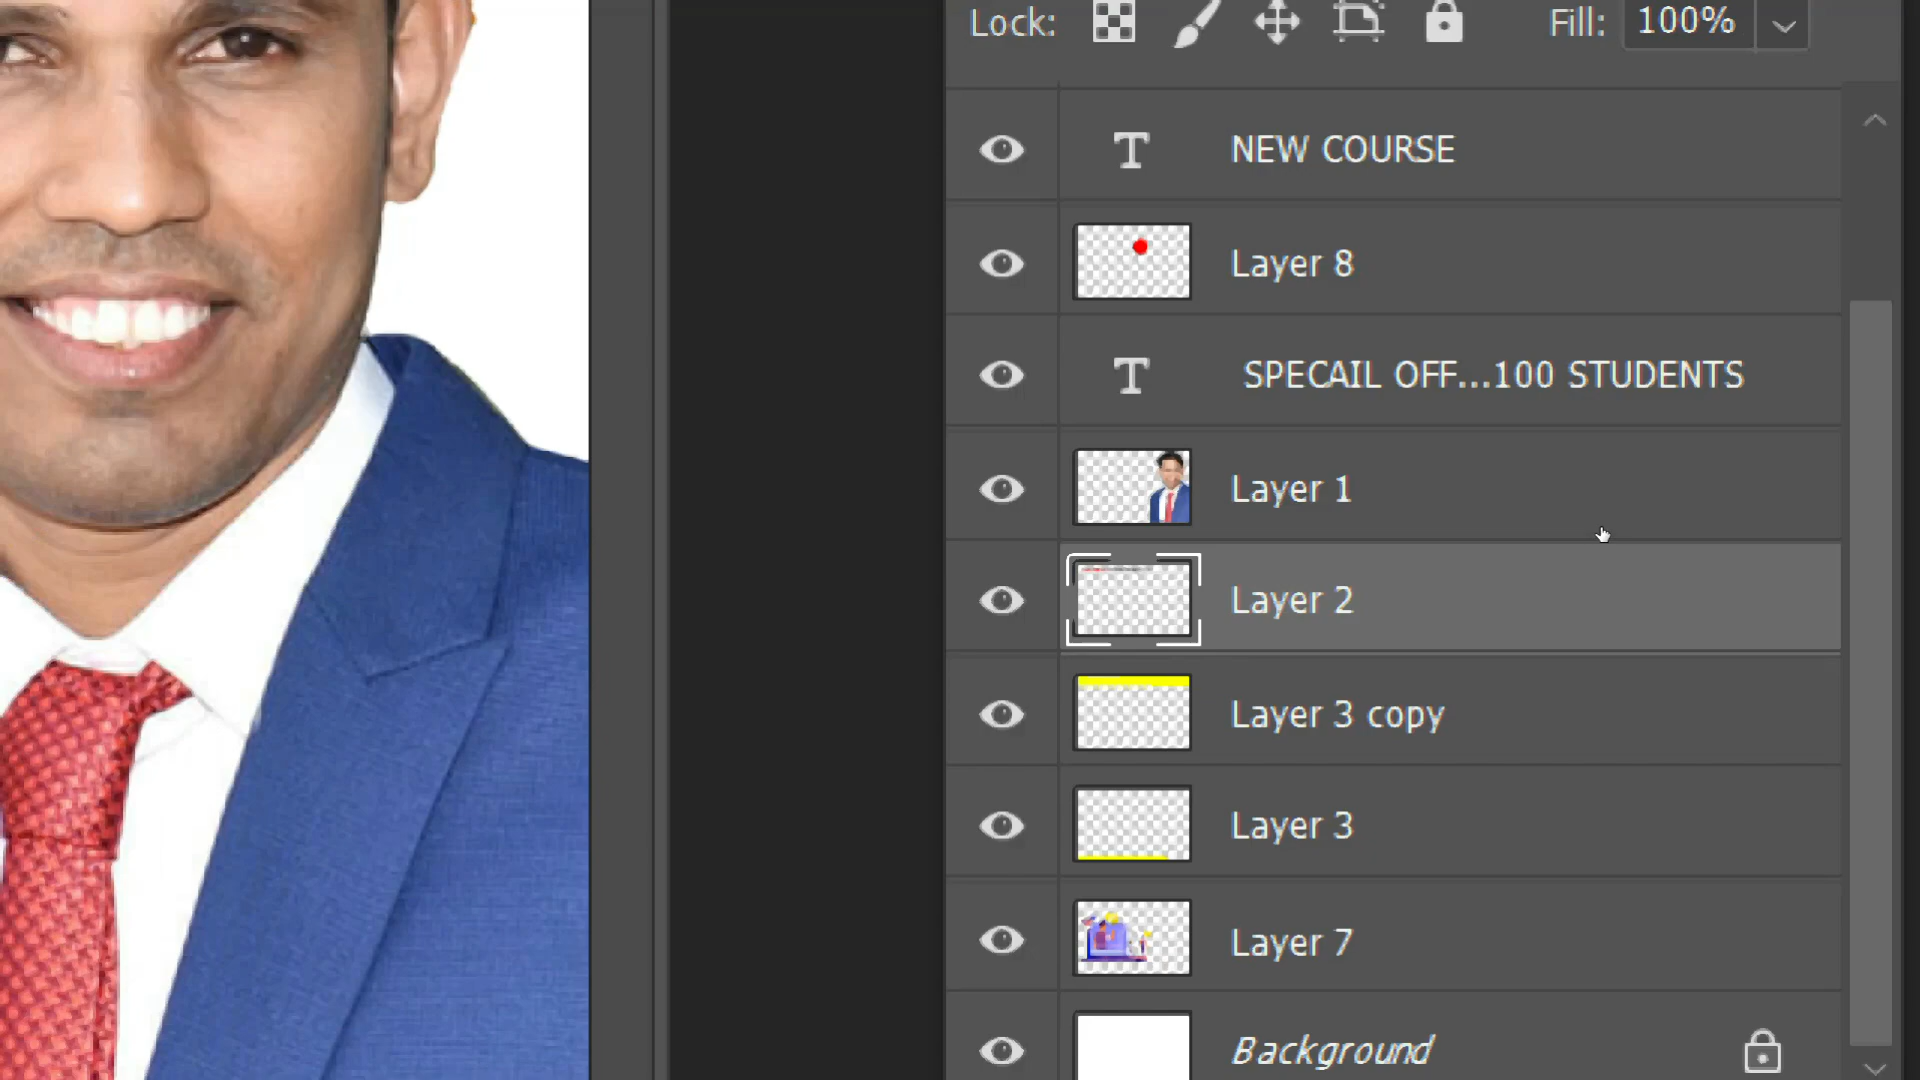 Lock: Fill: 100%
NEW COURSE
Layer 8
SPECAIL OFF...100 STUDENTS
Layer 1
Layer 2
Layer 3 copy
Layer 3
Layer 7
Background